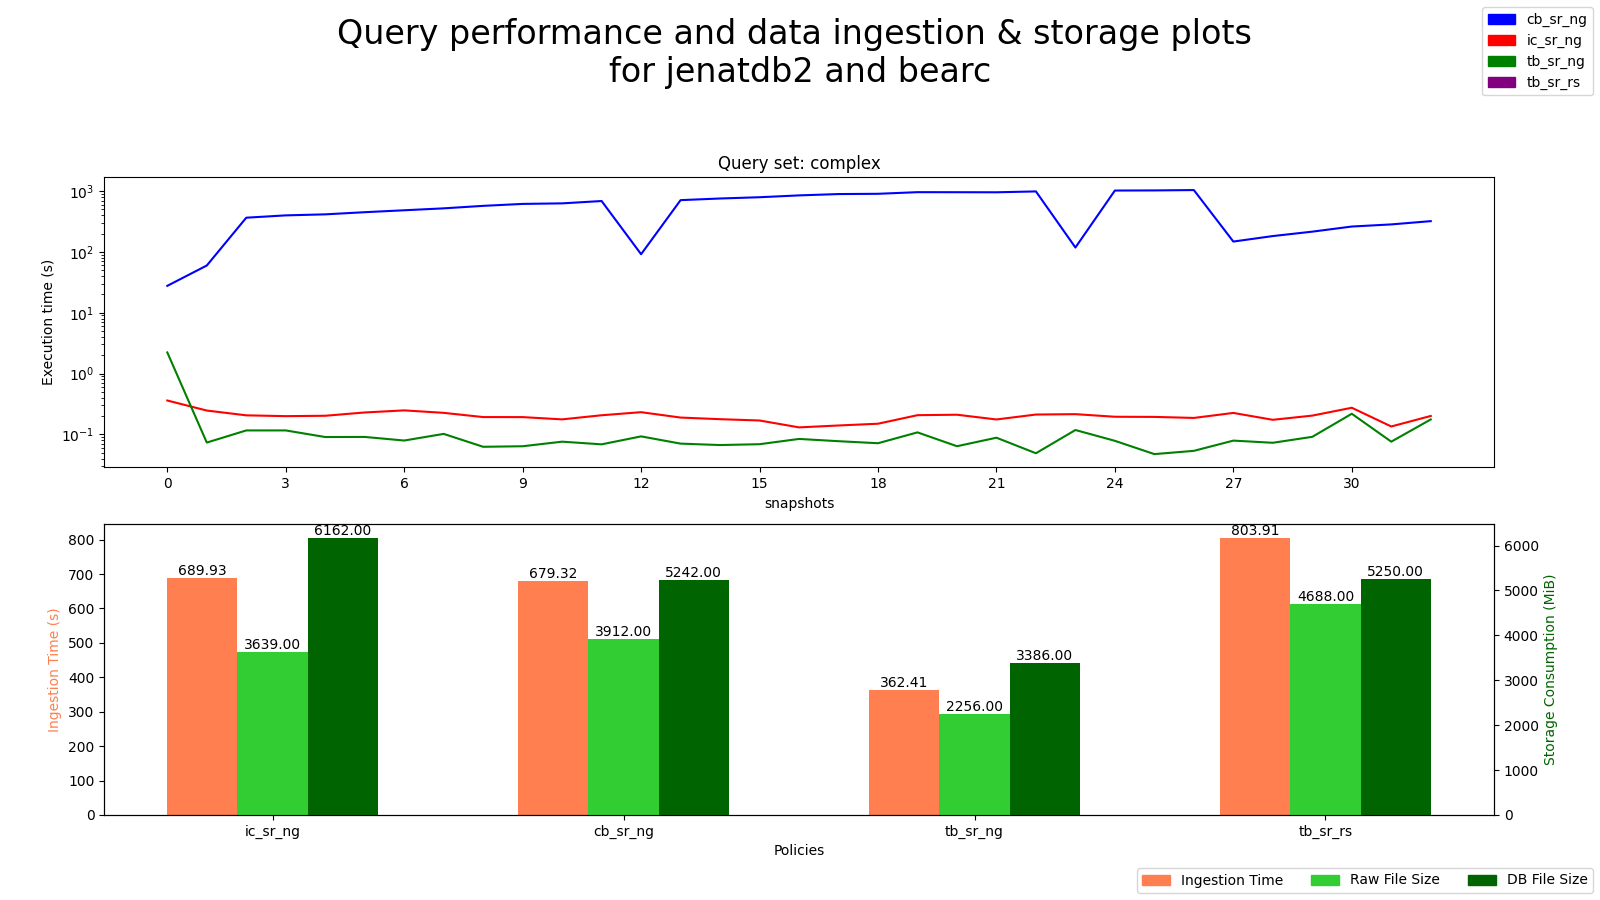 Query performance and data ingestion & storage plots
for jenatdb2 and bearc
cb_sr_ng
ic_sr_ng
tb_sr_ng
tb_sr_rs
Query set: complex
Execution time (s)
10³
10²
10¹
10⁰
10⁻¹
0 3 6 9 12 15 18 21 24 27 30
snapshots
Ingestion Time (s)
800
700
600
500
400
300
200
100
0
689.93 3639.00 6162.00
679.32 3912.00 5242.00
362.41 2256.00 3386.00
803.91 4688.00 5250.00
6000
5000
4000
3000
2000
1000
0
Storage Consumption (MiB)
ic_sr_ng cb_sr_ng tb_sr_ng tb_sr_rs
Policies
Ingestion Time Raw File Size DB File Size